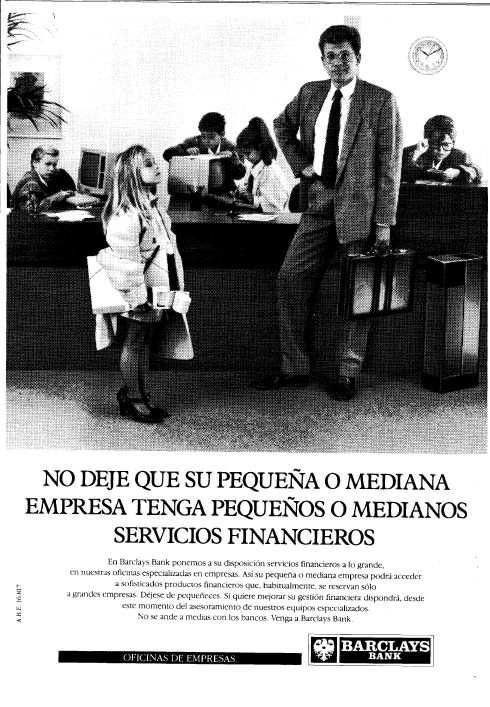 NO DEJE QUE SU PEQUEÑA O MEDIANA
EMPRESA TENGA PEQUEÑOS O MEDIANOS
SERVICIOS FINANCIEROS
En Barclays Bank ponemos a su disposición servicios financieros a lo grande,
en nuestras oficinas especializadas en empresas. Así su pequeña o mediana empresa podrá acceder
a sofisticados productos financieros que, habitualmente, se reservan sólo
a grandes empresas. Déjese de pequeñeces. Si quiere mejorar su gestión financiera dispondrá, desde
este momento del asesoramiento de nuestros equipos especializados.
No se ande a medias con los bancos. Venga a Barclays Bank.
OFICINAS DE EMPRESAS.
BARCLAYS
BANK